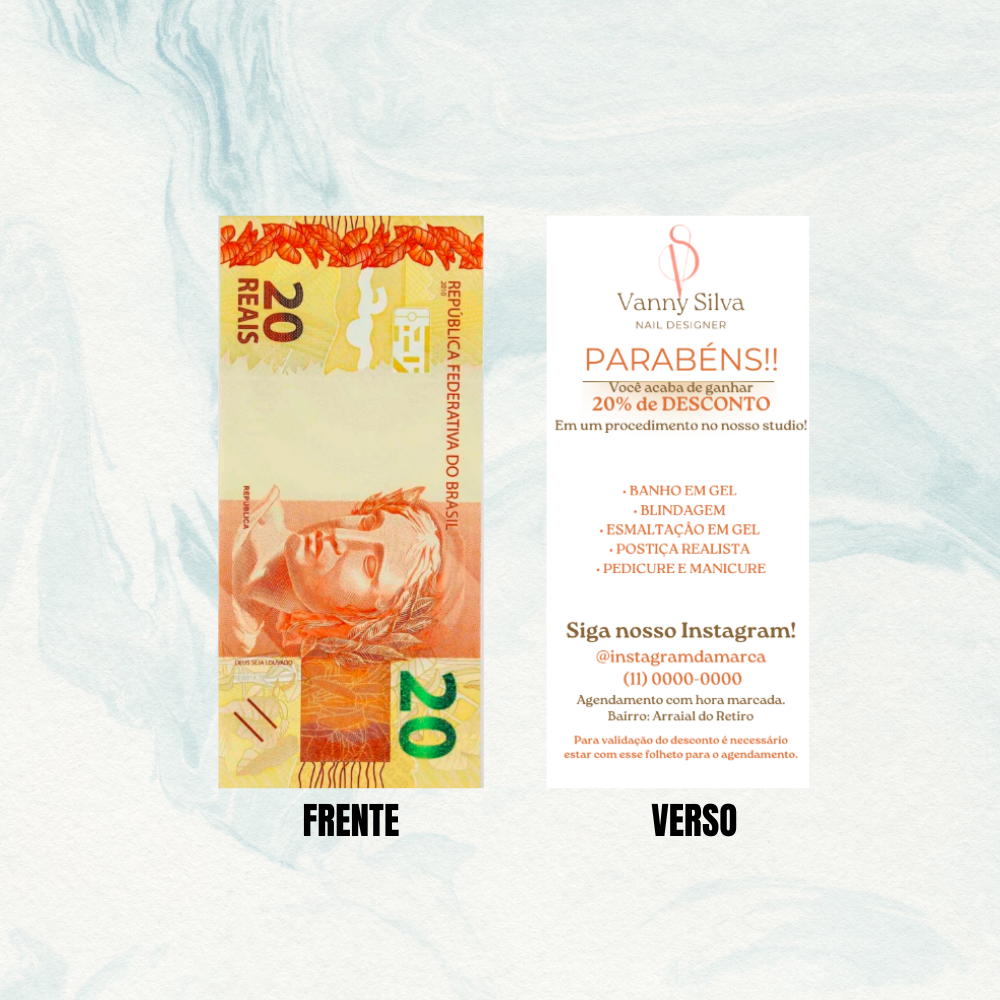 20
REAIS
REPÚBLICA FEDERATIVA DO BRASIL
2010
REPÚBLICA
DEUS SEJA LOUVADO
20
FRENTE
Vanny Silva
NAIL DESIGNER
PARABÉNS!!
Você acaba de ganhar
20% de DESCONTO
Em um procedimento no nosso studio!
• BANHO EM GEL
• BLINDAGEM
• ESMALTAÇÃO EM GEL
• POSTIÇA REALISTA
• PEDICURE E MANICURE
Siga nosso Instagram!
@instagramdamarca
(11) 0000-0000
Agendamento com hora marcada.
Bairro: Arraial do Retiro
Para validação do desconto é necessário
estar com esse folheto para o agendamento.
VERSO